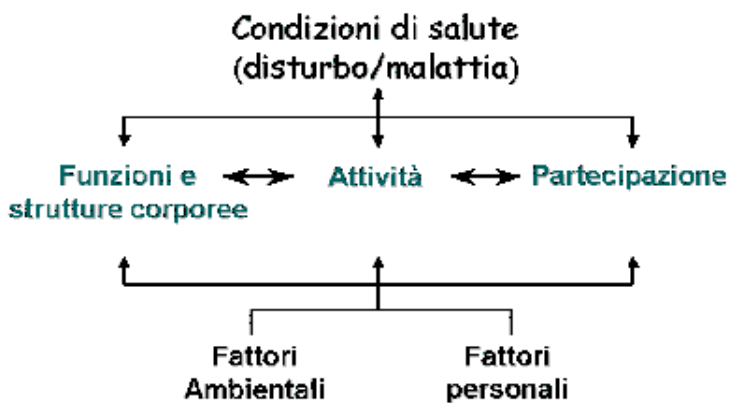 Condizioni di salute
(disturbo/malattia)
Funzioni e
strutture corporee
Attività
Partecipazione
Fattori
Ambientali
Fattori
personali